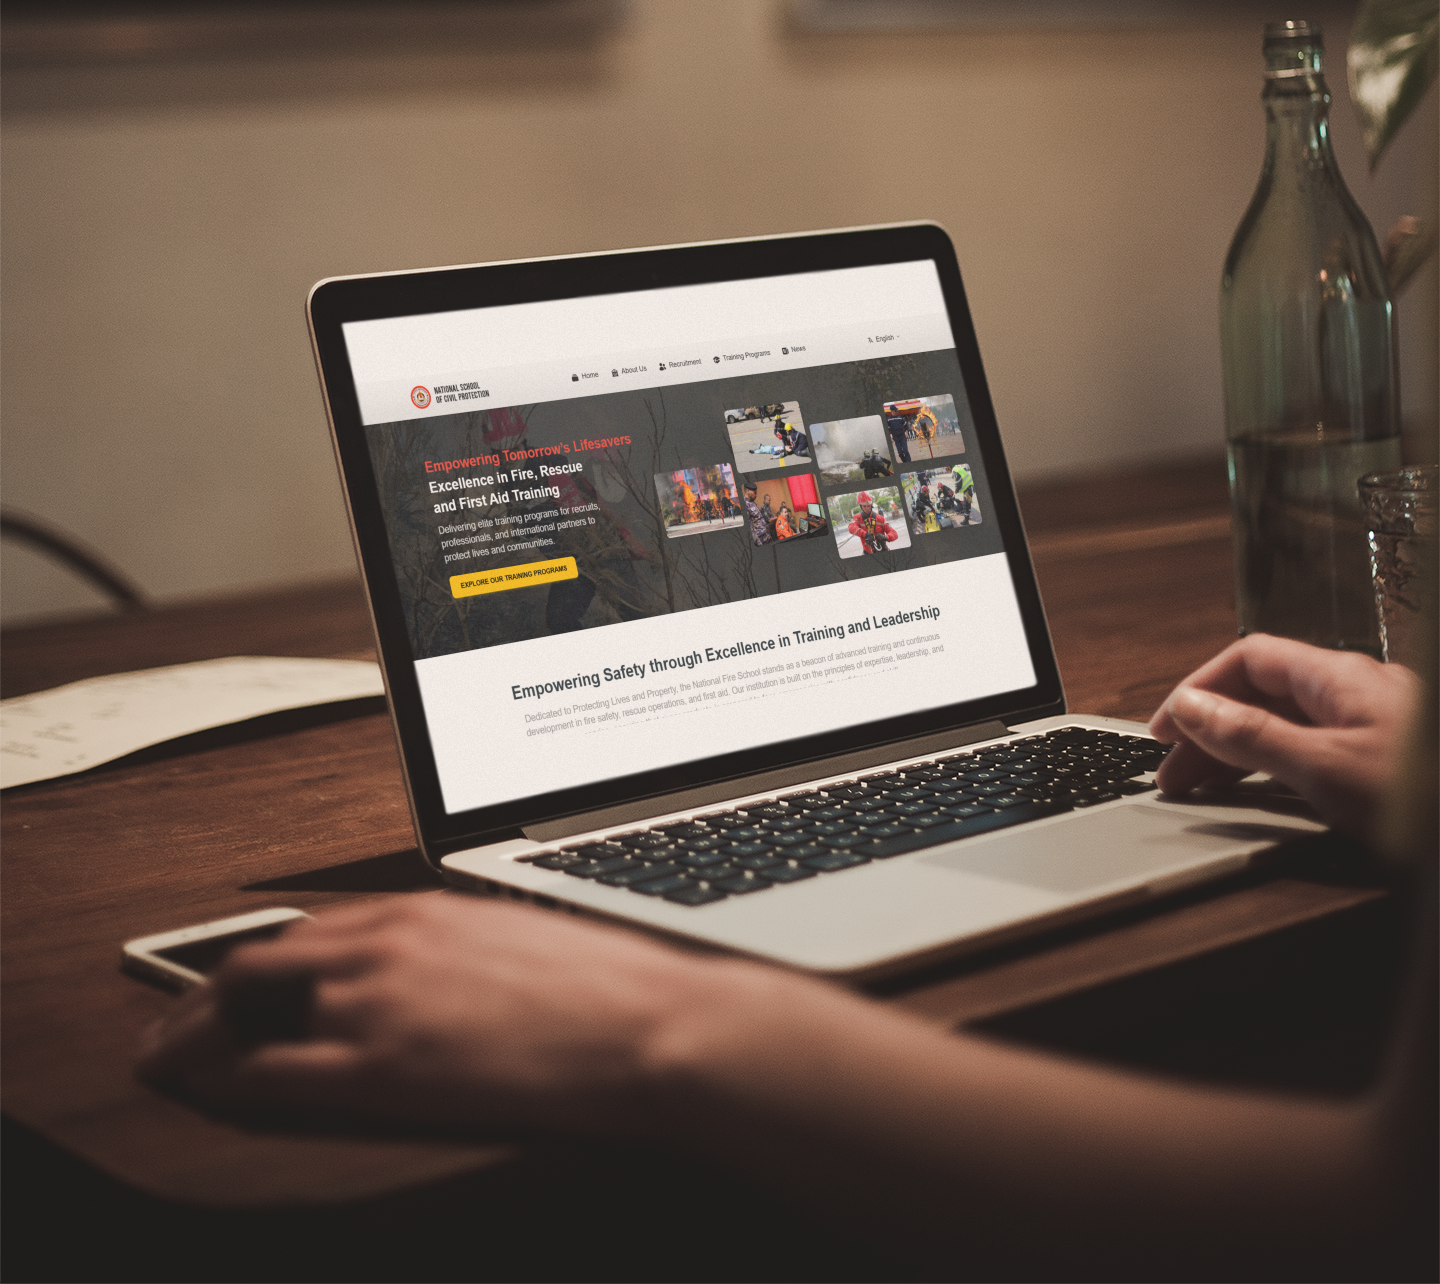 NATIONAL SCHOOL
OF CIVIL PROTECTION
Home
About Us
Recruitment
Training Programs
News
English
Empowering Tomorrow's Lifesavers
Excellence in Fire, Rescue
and First Aid Training
Delivering elite training programs for recruits,
professionals, and international partners to
protect lives and communities.
EXPLORE OUR TRAINING PROGRAMS
Empowering Safety through Excellence in Training and Leadership
Dedicated to Protecting Lives and Property, the National Fire School stands as a beacon of advanced training and continuous
development in fire safety, rescue operations, and first aid. Our institution is built on the principles of expertise, leadership, and